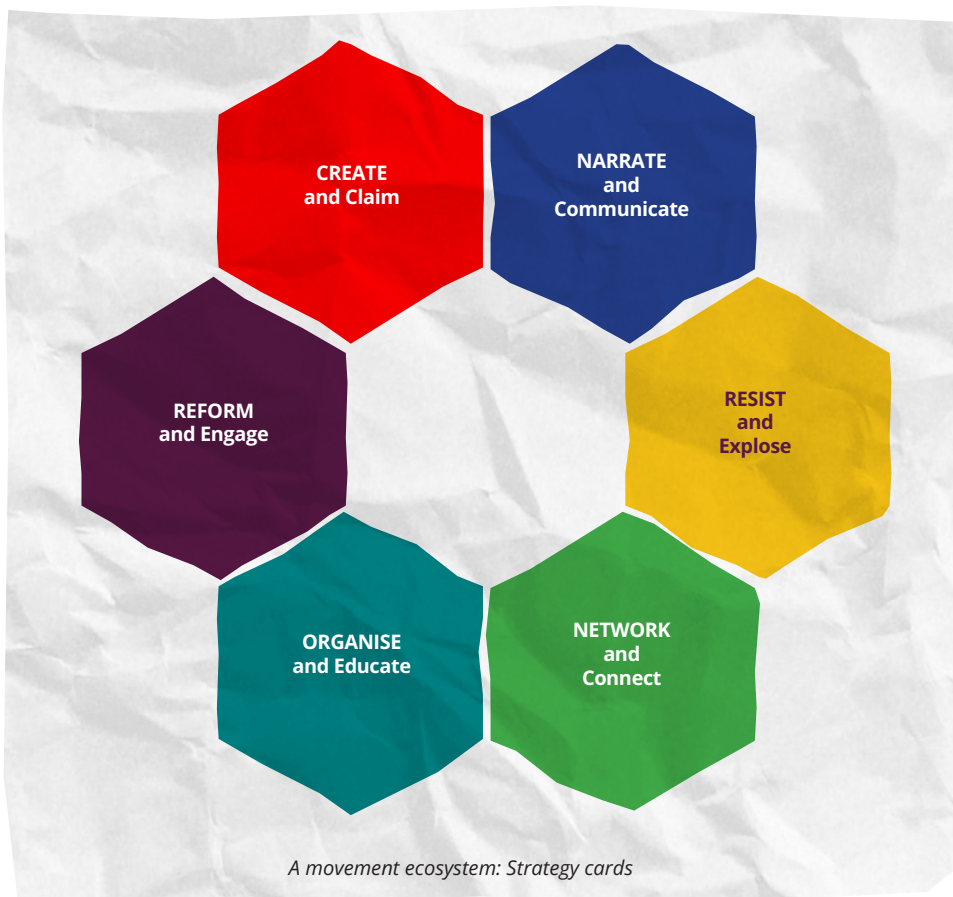 CREATE
and Claim
NARRATE
and
Communicate
REFORM
and Engage
RESIST
and
Explose
ORGANISE
and Educate
NETWORK
and
Connect
A movement ecosystem: Strategy cards